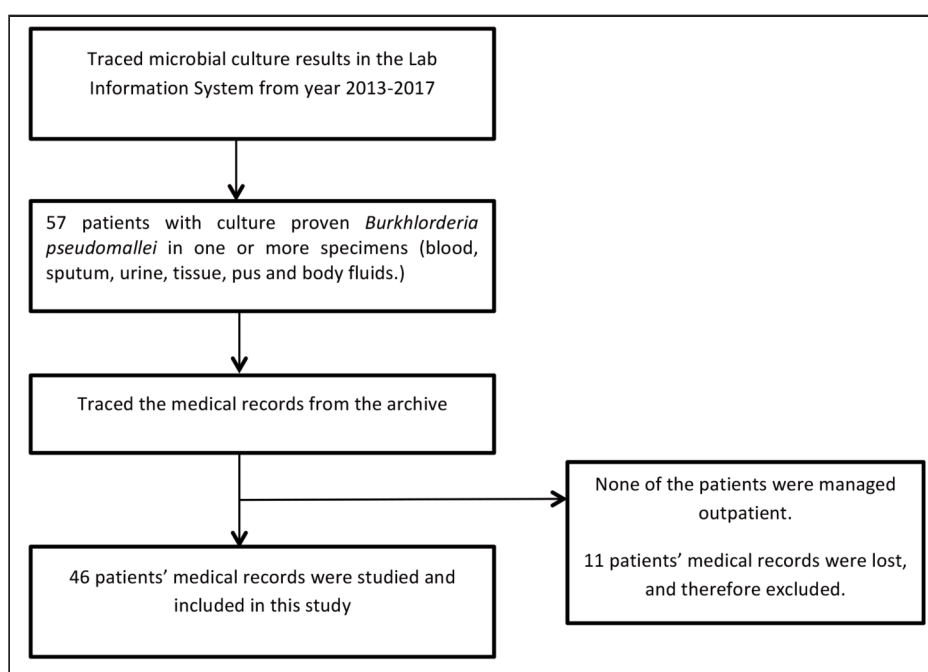 Traced microbial culture results in the Lab
Information System from year 2013-2017
57 patients with culture proven Burkhlorderia
pseudomallei in one or more specimens (blood,
sputum, urine, tissue, pus and body fluids.)
Traced the medical records from the archive
None of the patients were managed
outpatient.
11 patients’ medical records were lost,
and therefore excluded.
46 patients’ medical records were studied and
included in this study